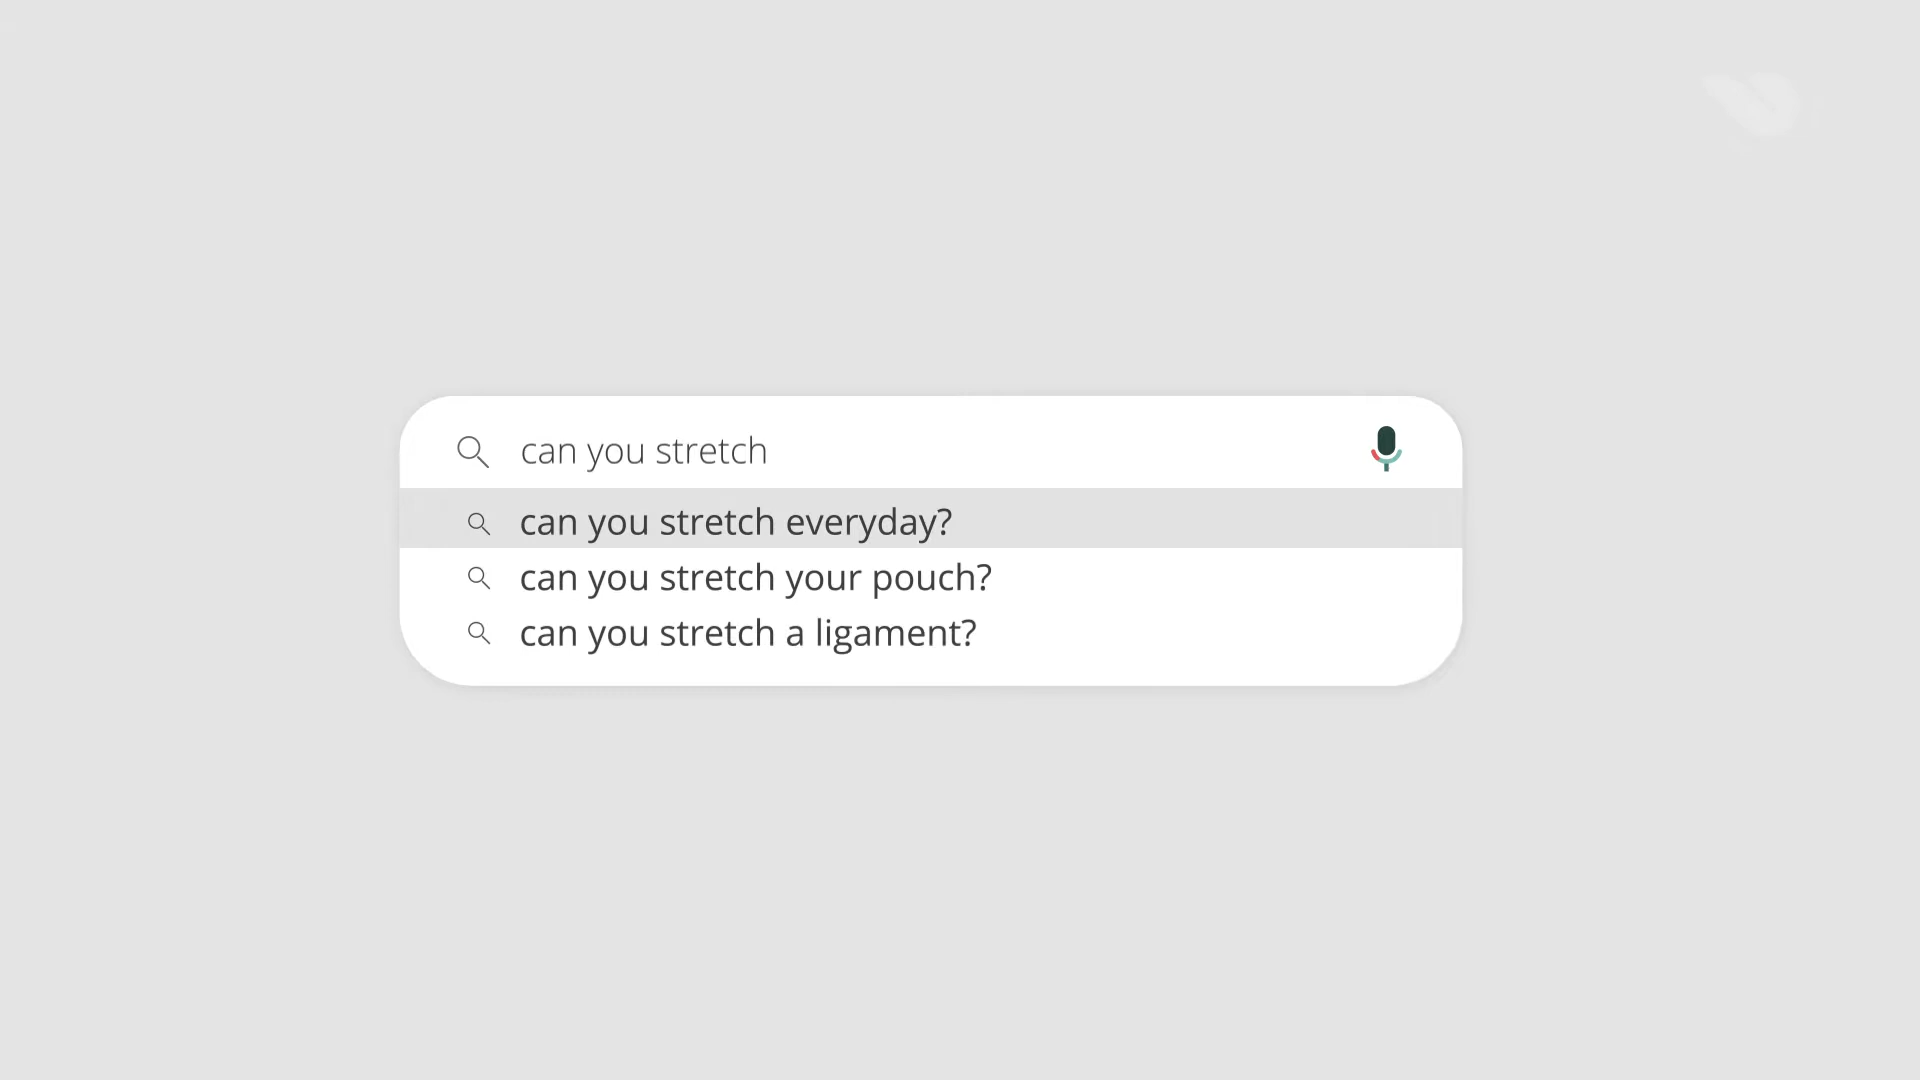 can you stretch
can you stretch everyday?
can you stretch your pouch?
can you stretch a ligament?